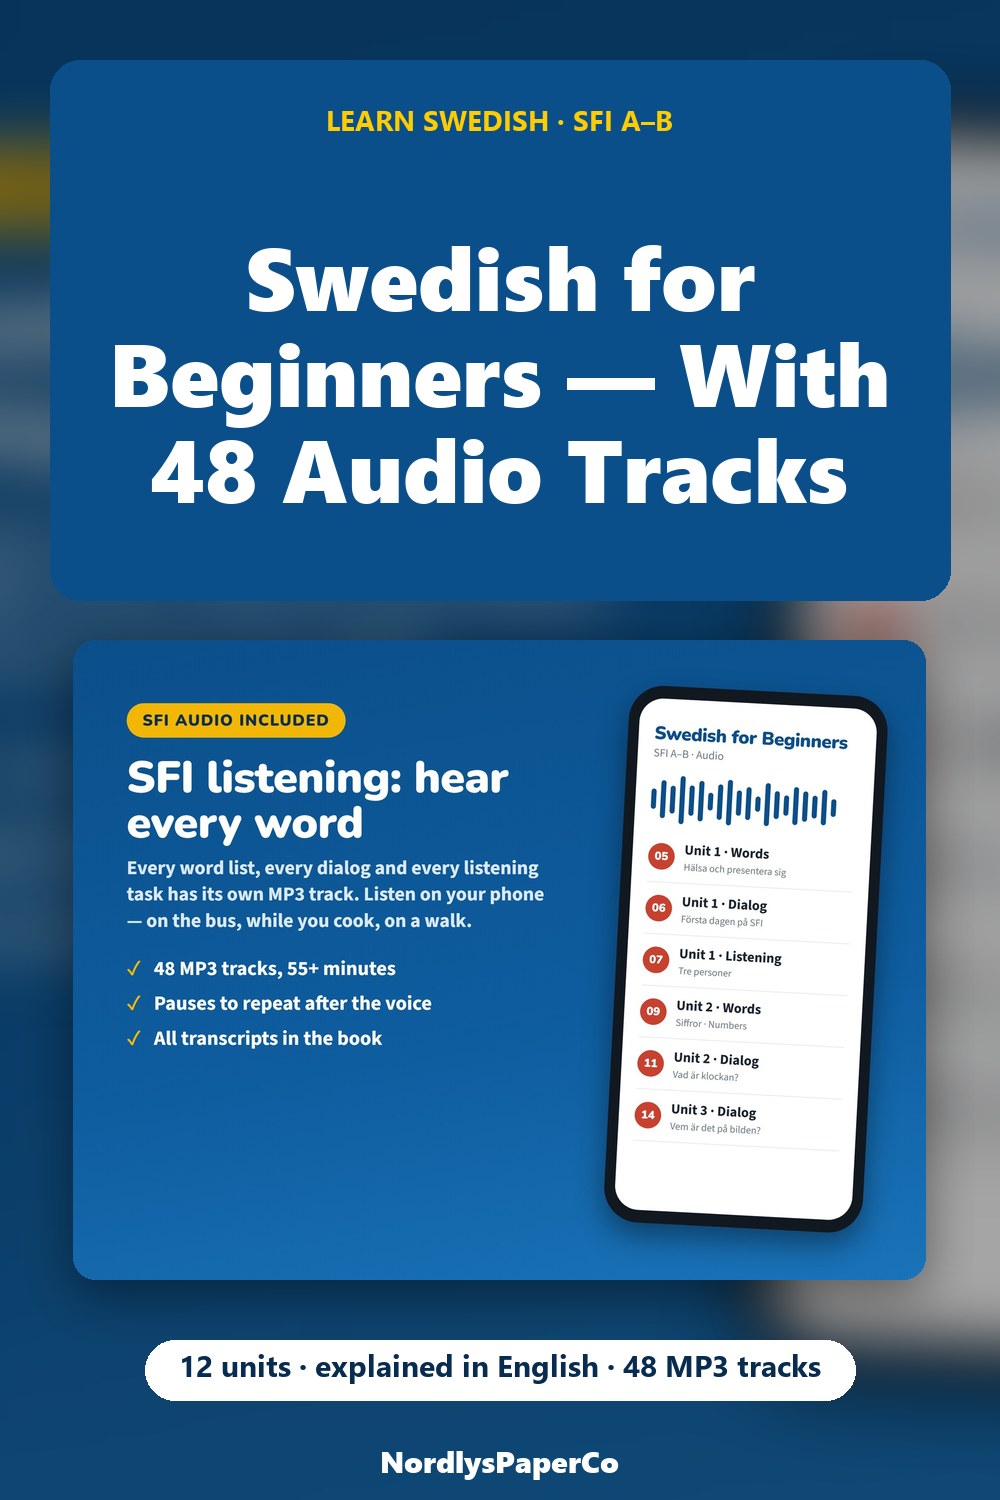 LEARN SWEDISH · SFI A–B
Swedish for
Beginners — With
48 Audio Tracks
SFI AUDIO INCLUDED
SFI listening: hear
every word
Every word list, every dialog and every listening
task has its own MP3 track. Listen on your phone
— on the bus, while you cook, on a walk.
✓ 48 MP3 tracks, 55+ minutes
✓ Pauses to repeat after the voice
✓ All transcripts in the book
Swedish for Beginners
SFI A–B · Audio
05 Unit 1 · Words
Hälsa och presentera sig
06 Unit 1 · Dialog
Första dagen på SFI
07 Unit 1 · Listening
Tre personer
09 Unit 2 · Words
Siffror · Numbers
11 Unit 2 · Dialog
Vad är klockan?
14 Unit 3 · Dialog
Vem är det på bilden?
12 units · explained in English · 48 MP3 tracks
NordlysPaperCo